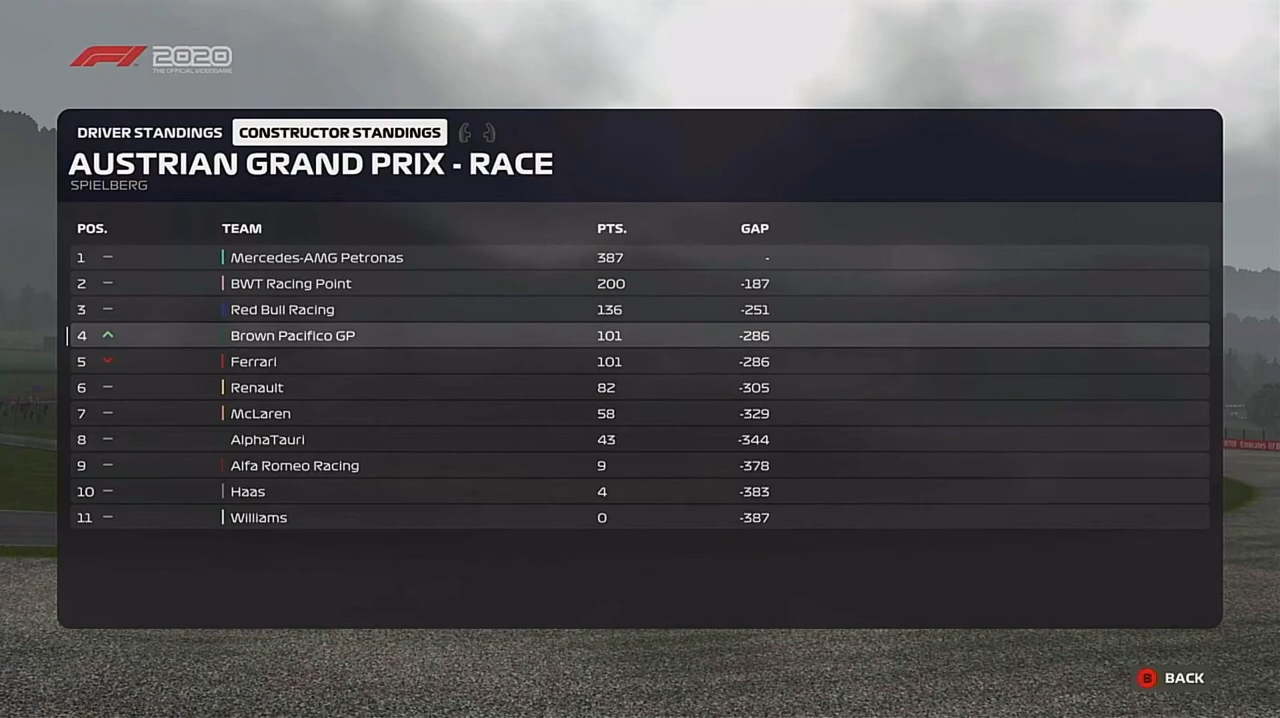 F1 2020
THE OFFICIAL VIDEOGAME
DRIVER STANDINGS CONSTRUCTOR STANDINGS
AUSTRIAN GRAND PRIX - RACE
SPIELBERG
POS. TEAM PTS. GAP
1 – Mercedes-AMG Petronas 387 -
2 – BWT Racing Point 200 -187
3 – Red Bull Racing 136 -251
4 Brown Pacifico GP 101 -286
5 Ferrari 101 -286
6 – Renault 82 -305
7 – McLaren 58 -329
8 – AlphaTauri 43 -344
9 – Alfa Romeo Racing 9 -378
10 – Haas 4 -383
11 – Williams 0 -387
Emirates
B BACK